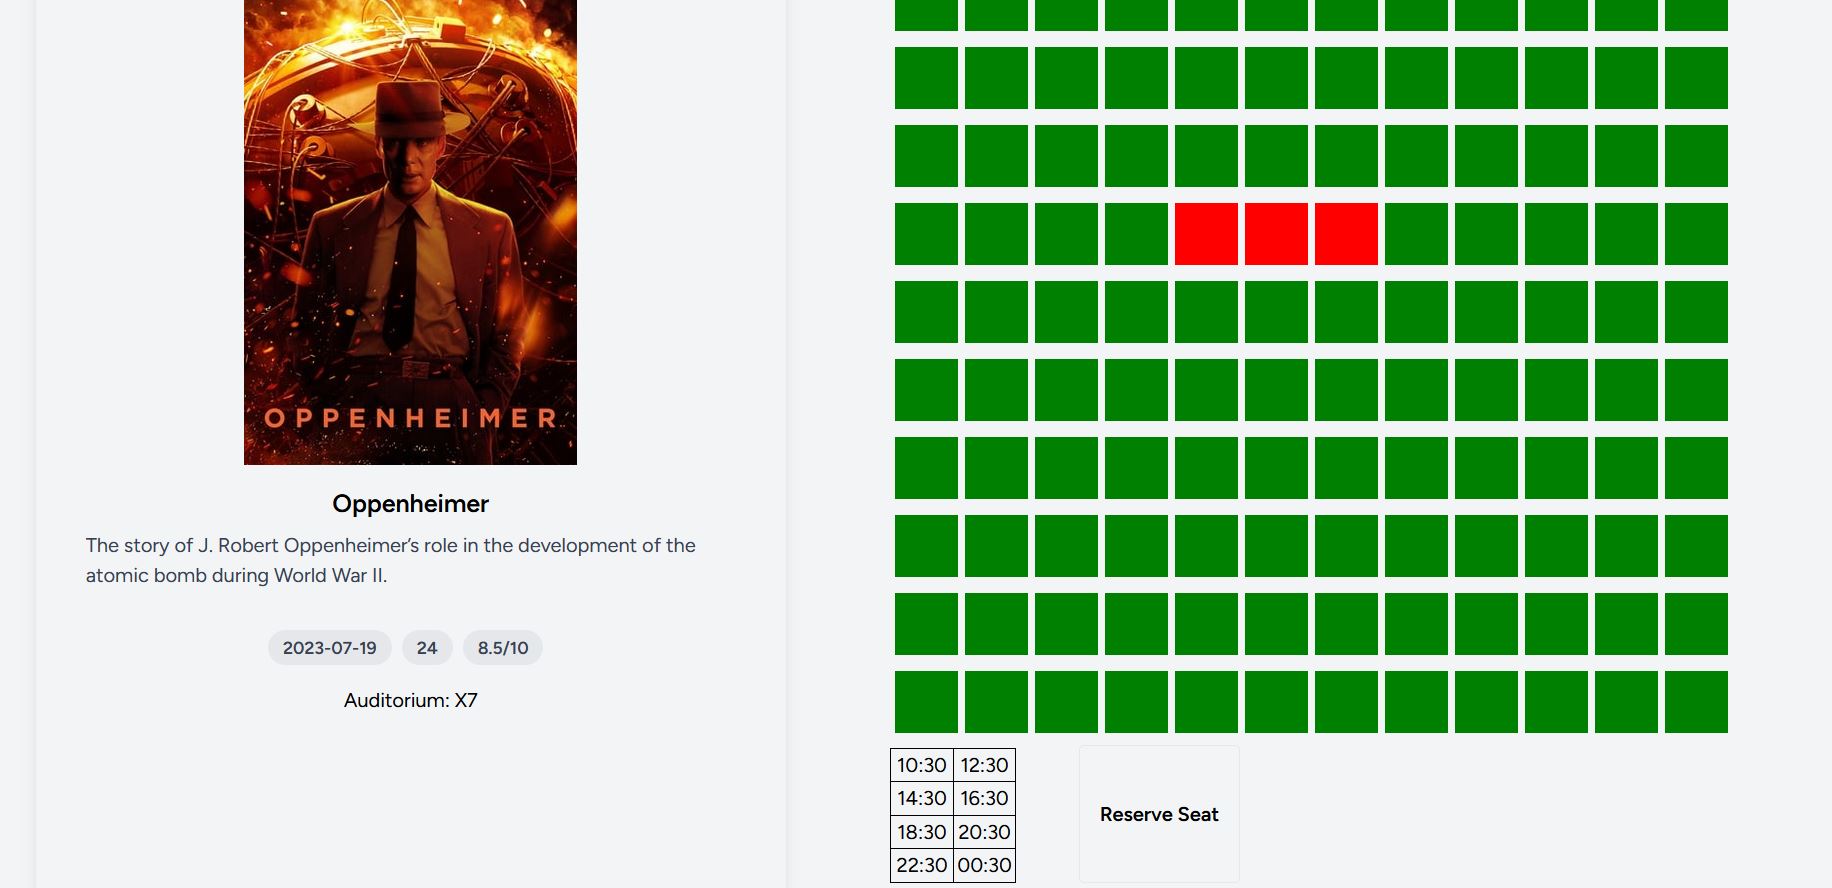 OPPENHEIMER
Oppenheimer
The story of J. Robert Oppenheimer's role in the development of the
atomic bomb during World War II.
2023-07-19 24 8.5/10
Auditorium: X7
10:30 12:30
14:30 16:30
18:30 20:30
22:30 00:30
Reserve Seat